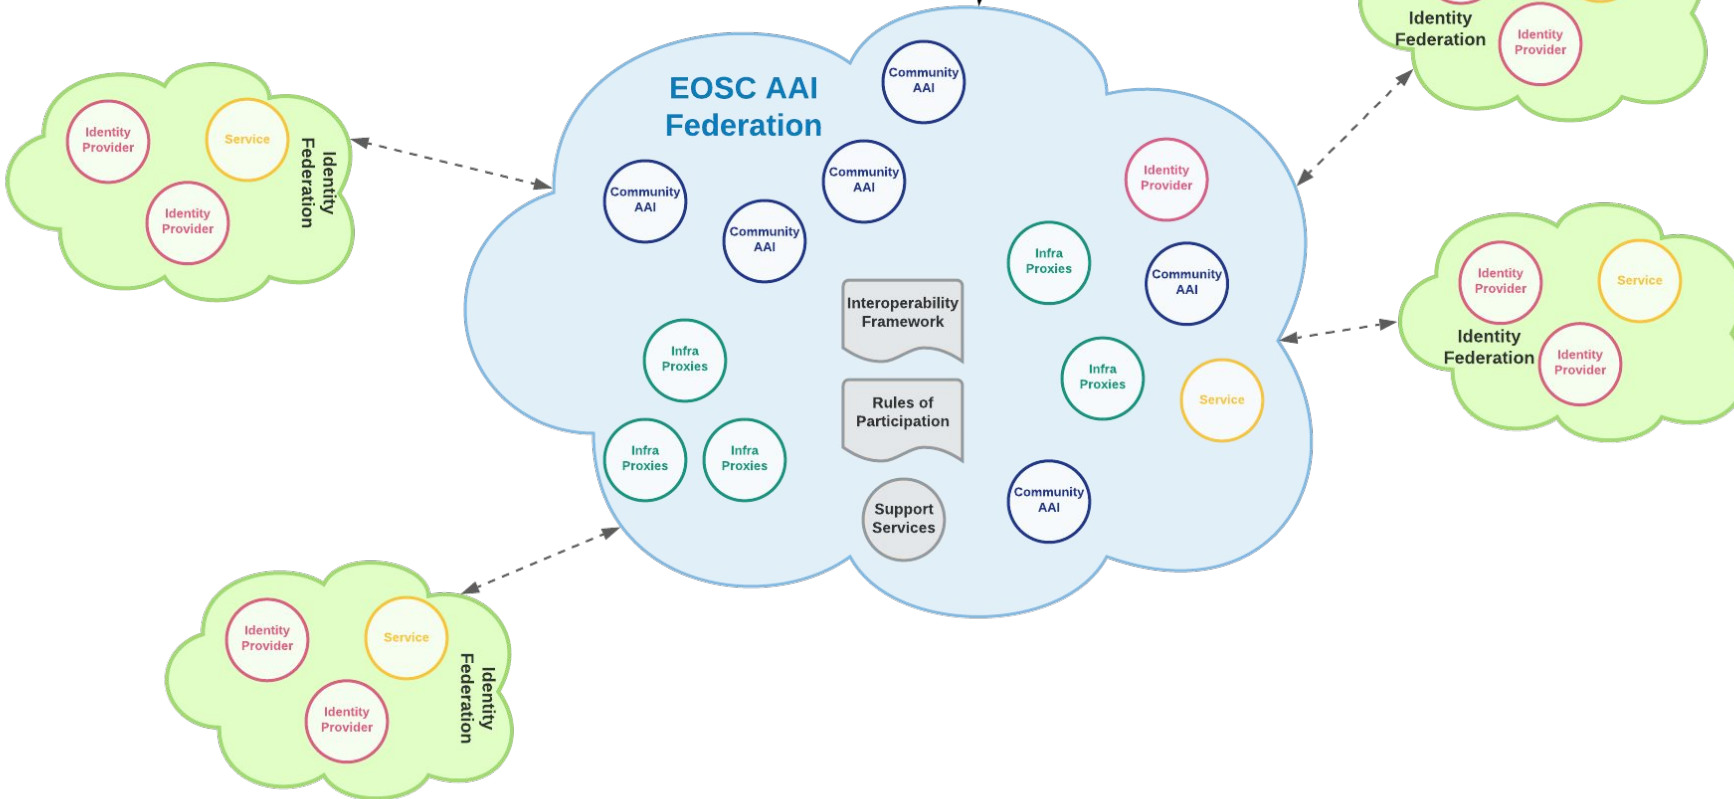 Identity
Federation
Identity
Provider
EOSC AAI
Federation
Community
AAI
Identity
Provider
Service
Identity
Federation
Identity
Provider
Community
AAI
Community
AAI
Community
AAI
Identity
Provider
Infra
Proxies
Community
AAI
Identity
Provider
Service
Identity
Federation
Identity
Provider
Interoperability
Framework
Infra
Proxies
Infra
Proxies
Service
Rules of
Participation
Infra
Proxies
Infra
Proxies
Support
Services
Community
AAI
Identity
Provider
Service
Identity
Federation
Identity
Provider